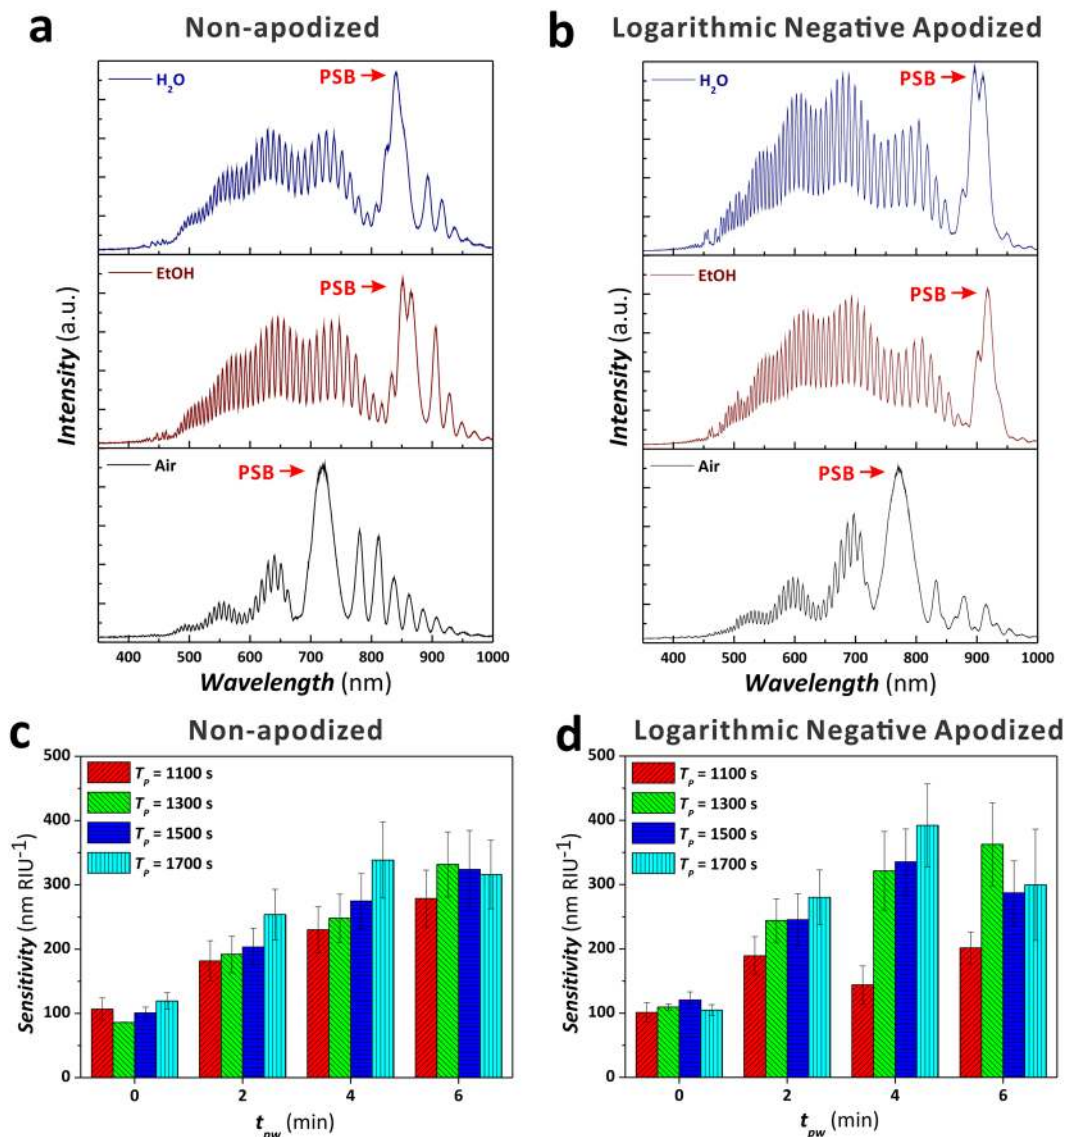 a
Non-apodized
H₂O
PSB
EtOH
PSB
Air
PSB
Intensity (a.u.)
400 500 600 700 800 900 1000
Wavelength (nm)
b
Logarithmic Negative Apodized
H₂O
PSB
EtOH
PSB
Air
PSB
Intensity (a.u.)
400 500 600 700 800 900 1000
Wavelength (nm)
c
Non-apodized
500
400
300
200
100
0
Sensitivity (nm RIU⁻¹)
Tₚ = 1100 s
Tₚ = 1300 s
Tₚ = 1500 s
Tₚ = 1700 s
0 2 4 6
t_pw (min)
d
Logarithmic Negative Apodized
500
400
300
200
100
0
Sensitivity (nm RIU⁻¹)
Tₚ = 1100 s
Tₚ = 1300 s
Tₚ = 1500 s
Tₚ = 1700 s
0 2 4 6
t_pw (min)